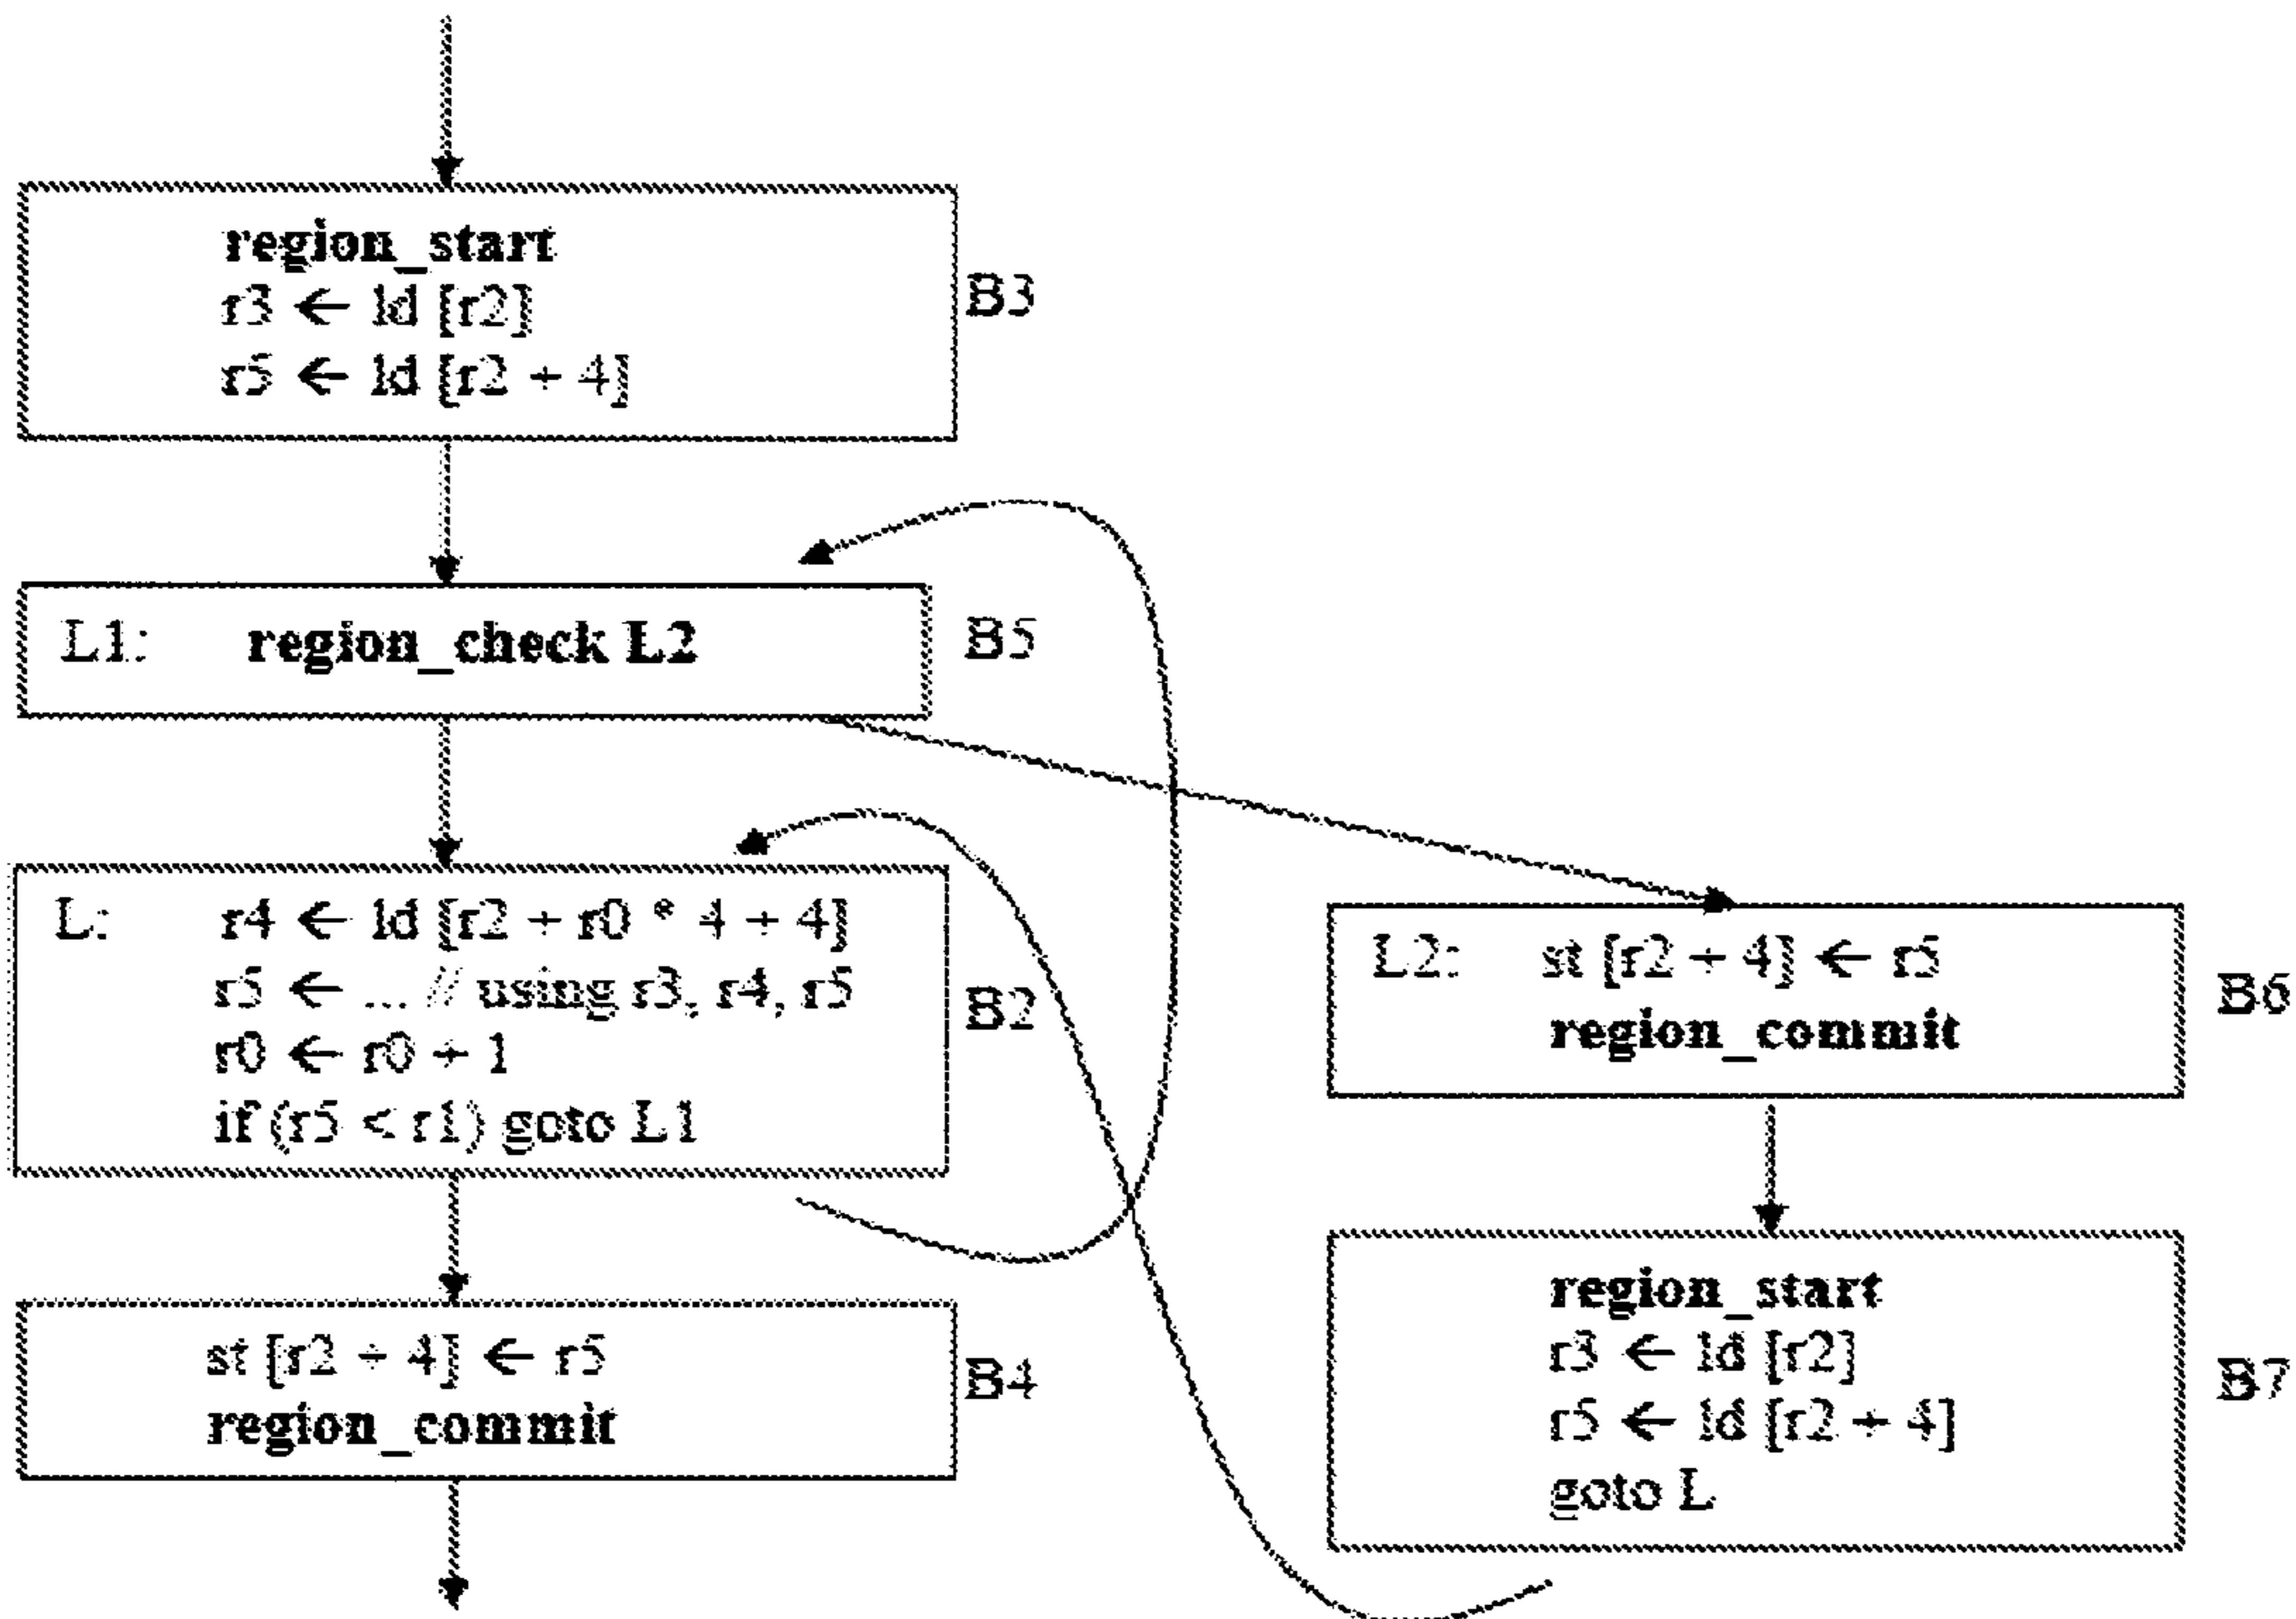 region_start
r3 ← ld [r2]
r5 ← ld [r2 + 4]
B3
L1: region_check L2
B5
L: r4 ← ld [r2 + r0 * 4 + 4]
r5 ← ... // using r3, r4, r5
r0 ← r0 + 1
if (r5 < r1) goto L1
B2
st [r2 + 4] ← r5
region_commit
B4
L2: st [r2 + 4] ← r5
region_commit
B6
region_start
r3 ← ld [r2]
r5 ← ld [r2 + 4]
goto L
B7